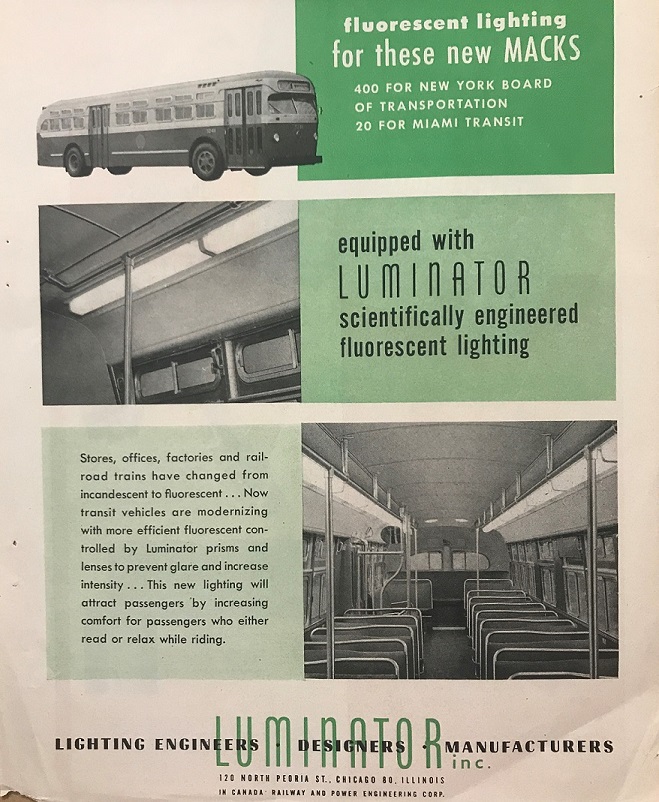 fluorescent lighting
for these new MACKS
400 FOR NEW YORK BOARD
OF TRANSPORTATION
20 FOR MIAMI TRANSIT
equipped with
LUMINATOR
scientifically engineered
fluorescent lighting
Stores, offices, factories and rail-
road trains have changed from
incandescent to fluorescent . . . Now
transit vehicles are modernizing
with more efficient fluorescent con-
trolled by Luminator prisms and
lenses to prevent glare and increase
intensity . . . This new lighting will
attract passengers by increasing
comfort for passengers who either
read or relax while riding.
LUMINATOR inc.
LIGHTING ENGINEERS · DESIGNERS · MANUFACTURERS
120 NORTH PEORIA ST., CHICAGO 80, ILLINOIS
IN CANADA: RAILWAY AND POWER ENGINEERING CORP.